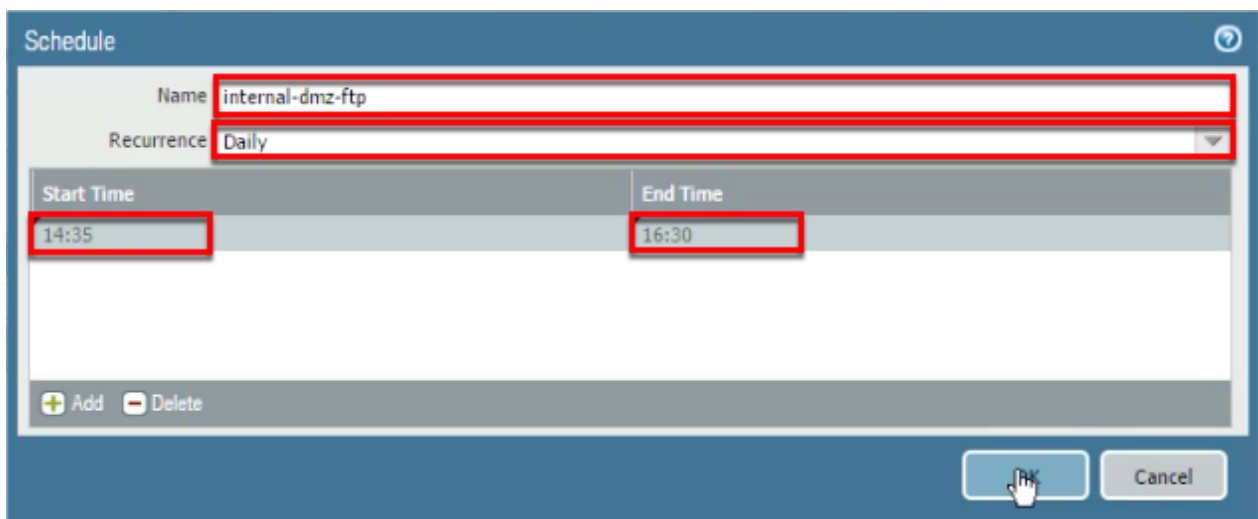 Schedule
Name internal-dmz-ftp
Recurrence Daily
Start Time End Time
14:35 16:30
Add Delete
Cancel